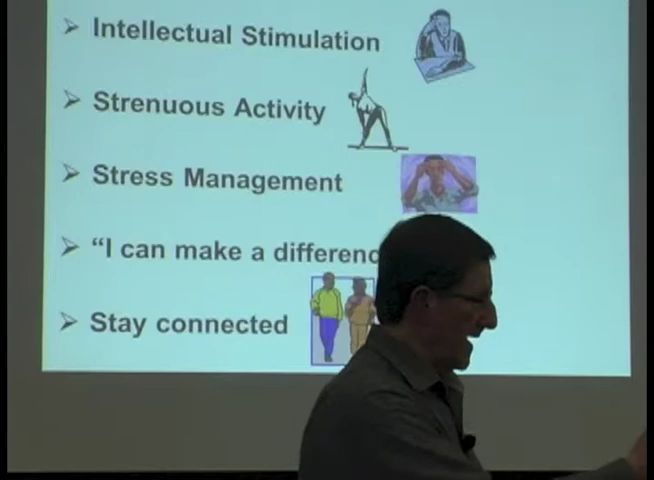 Intellectual Stimulation
Strenuous Activity
Stress Management
"I can make a differenc
Stay connected